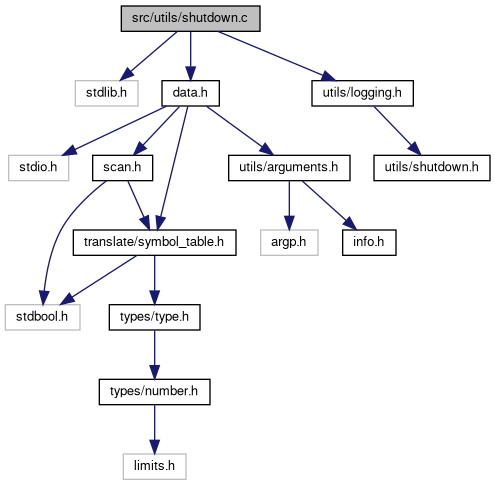 src/utils/shutdown.c
stdlib.h
data.h
utils/logging.h
stdio.h
scan.h
utils/arguments.h
utils/shutdown.h
translate/symbol_table.h
argp.h
info.h
stdbool.h
types/type.h
types/number.h
limits.h